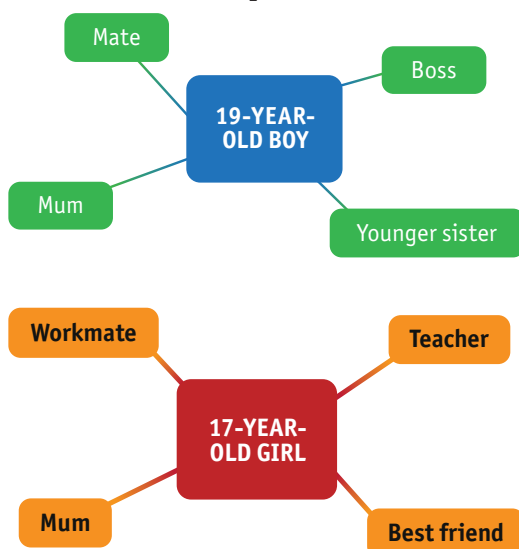 Mate
Boss
19-YEAR-
OLD BOY
Mum
Younger sister
Workmate
Teacher
17-YEAR-
OLD GIRL
Mum
Best friend